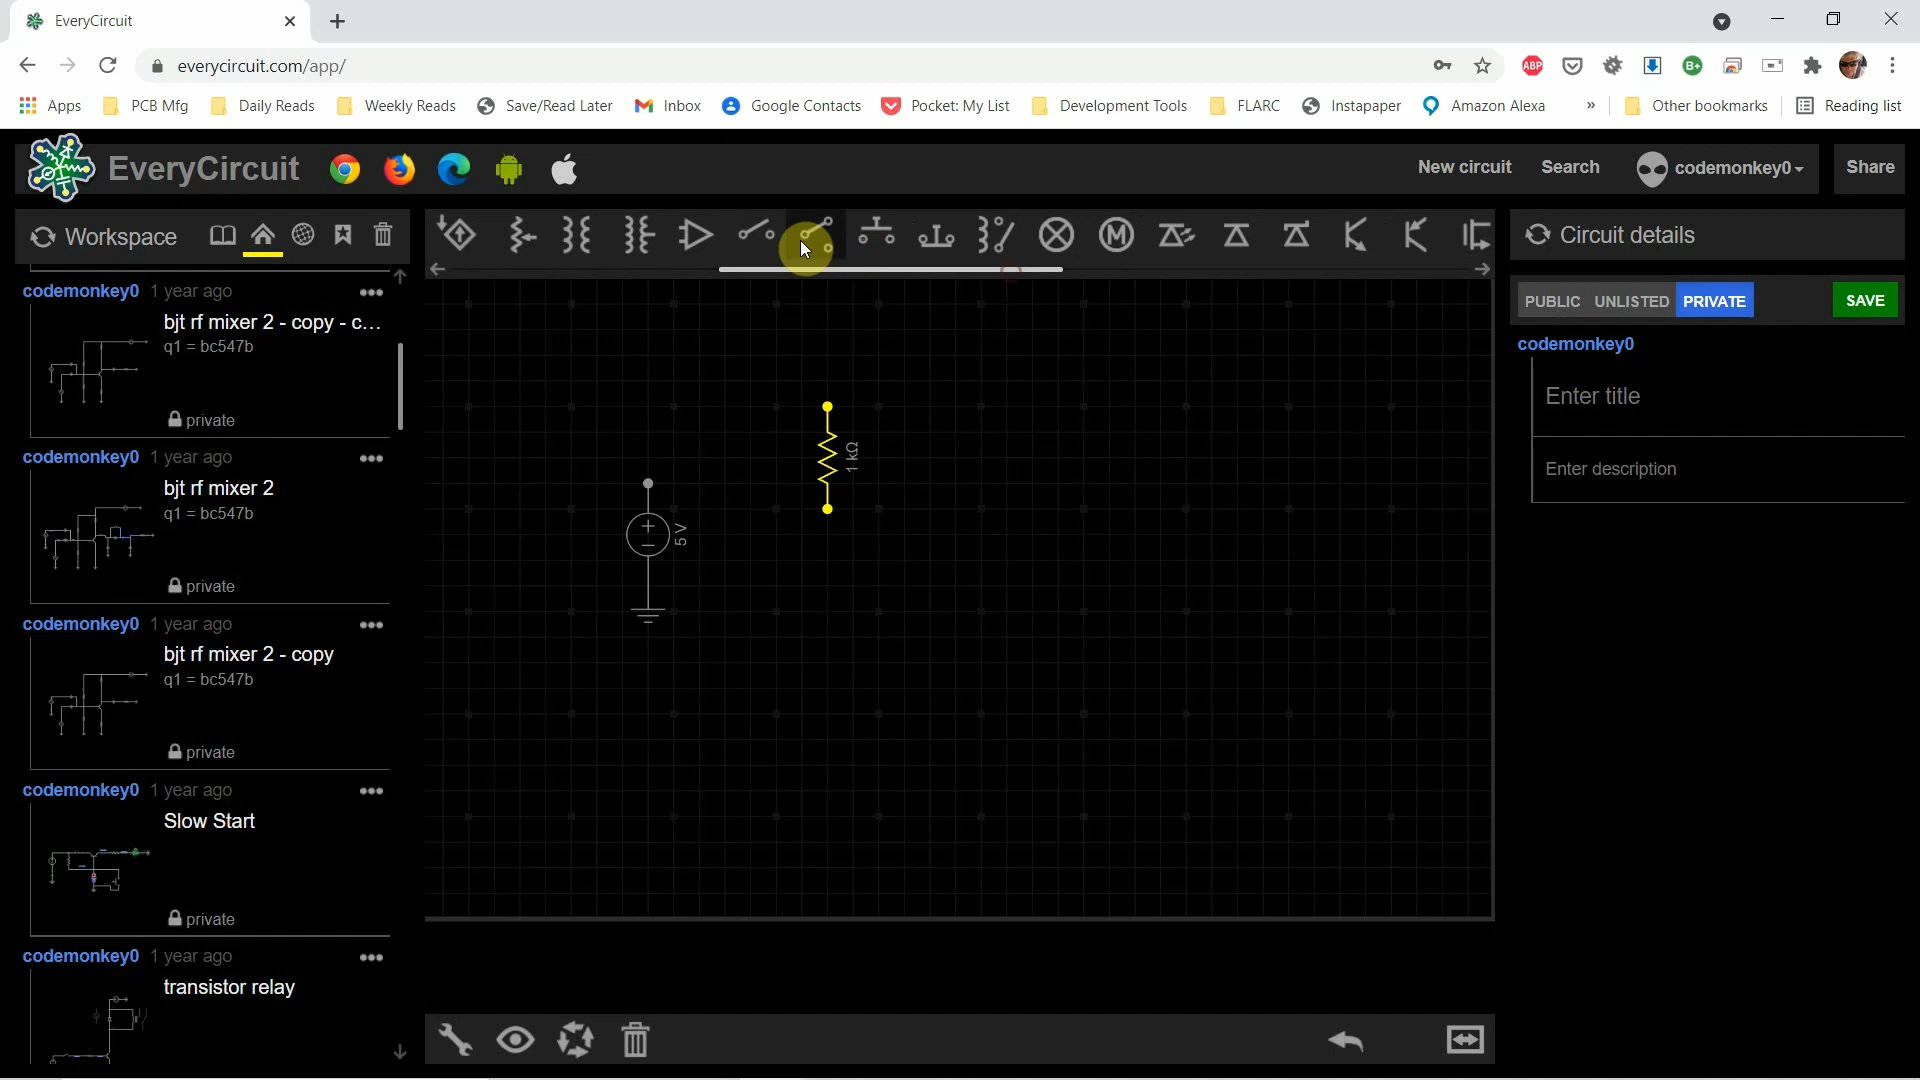 EveryCircuit
everycircuit.com/app/
Apps PCB Mfg Daily Reads Weekly Reads Save/Read Later Inbox Google Contacts Pocket: My List Development Tools FLARC Instapaper Amazon Alexa » Other bookmarks Reading list
EveryCircuit New circuit Search codemonkey0 Share
Workspace
codemonkey0 1 year ago
bjt rf mixer 2 - copy - c...
q1 = bc547b
private
codemonkey0 1 year ago
bjt rf mixer 2
q1 = bc547b
private
codemonkey0 1 year ago
bjt rf mixer 2 - copy
q1 = bc547b
private
codemonkey0 1 year ago
Slow Start
private
codemonkey0 1 year ago
transistor relay
M
1 kΩ
5 V
Circuit details
PUBLIC UNLISTED PRIVATE SAVE
codemonkey0
Enter title
Enter description
ABP
B+